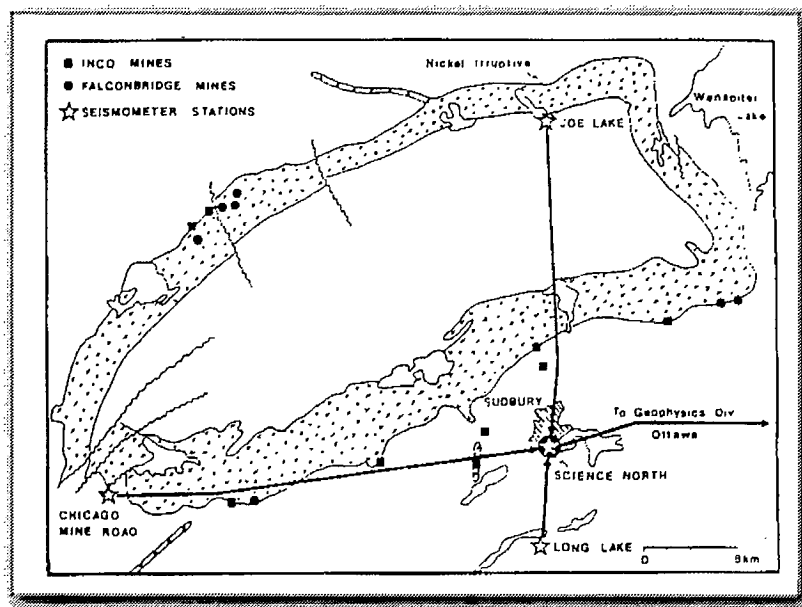 INCO MINES
FALCONBRIDGE MINES
SEISMOMETER STATIONS
Nickel Irruptive
Wanapitei
Lake
JOE LAKE
SUDBURY
To Geophysics Div
Ottawa
SCIENCE NORTH
CHICAGO
MINE ROAD
LONG LAKE
0 8km